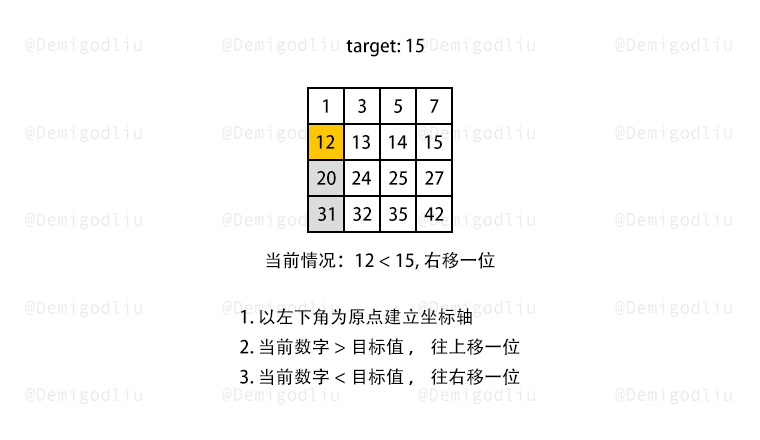 @Demigodliu @Demigodliu @Demigodliu @Demigodliu
target: 15
1 3 5 7
@Demigodliu @Demigodliu @Demigodliu @Demigodliu
12 13 14 15
20 24 25 27
@Demigodliu @Demigodliu @Demigodliu @Demigodliu
31 32 35 42
当前情况：12 < 15, 右移一位
@Demigodliu @Demigodliu @Demigodliu @Demigodliu
1. 以左下角为原点建立坐标轴
2. 当前数字 > 目标值 ， 往上移一位
3. 当前数字 < 目标值 ， 往右移一位
@Demigodliu @Demigodliu @Demigodliu @Demigodliu